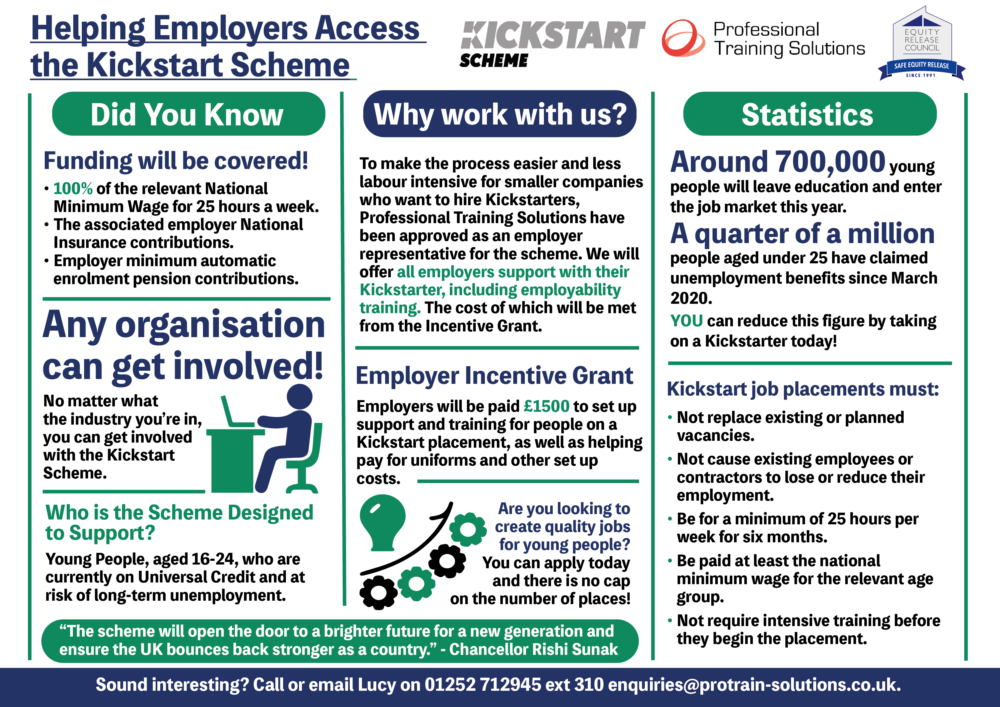 Helping Employers Access
the Kickstart Scheme
KICKSTART
SCHEME
Professional
Training Solutions
EQUITY
RELEASE
COUNCIL
SAFE EQUITY RELEASE
SINCE 1991
Did You Know
Funding will be covered!
• 100% of the relevant National
Minimum Wage for 25 hours a week.
• The associated employer National
Insurance contributions.
• Employer minimum automatic
enrolment pension contributions.
Any organisation
can get involved!
No matter what
the industry you’re in,
you can get involved
with the Kickstart
Scheme.
Who is the Scheme Designed
to Support?
Young People, aged 16-24, who are
currently on Universal Credit and at
risk of long-term unemployment.
Why work with us?
To make the process easier and less
labour intensive for smaller companies
who want to hire Kickstarters,
Professional Training Solutions have
been approved as an employer
representative for the scheme. We will
offer all employers support with their
Kickstarter, including employability
training. The cost of which will be met
from the Incentive Grant.
Employer Incentive Grant
Employers will be paid £1500 to set up
support and training for people on a
Kickstart placement, as well as helping
pay for uniforms and other set up
costs.
Are you looking to
create quality jobs
for young people?
You can apply today
and there is no cap
on the number of places!
“The scheme will open the door to a brighter future for a new generation and
ensure the UK bounces back stronger as a country.” - Chancellor Rishi Sunak
Statistics
Around 700,000 young
people will leave education and enter
the job market this year.
A quarter of a million
people aged under 25 have claimed
unemployment benefits since March
2020.
YOU can reduce this figure by taking
on a Kickstarter today!
Kickstart job placements must:
• Not replace existing or planned
vacancies.
• Not cause existing employees or
contractors to lose or reduce their
employment.
• Be for a minimum of 25 hours per
week for six months.
• Be paid at least the national
minimum wage for the relevant age
group.
• Not require intensive training before
they begin the placement.
Sound interesting? Call or email Lucy on 01252 712945 ext 310 enquiries@protrain-solutions.co.uk.